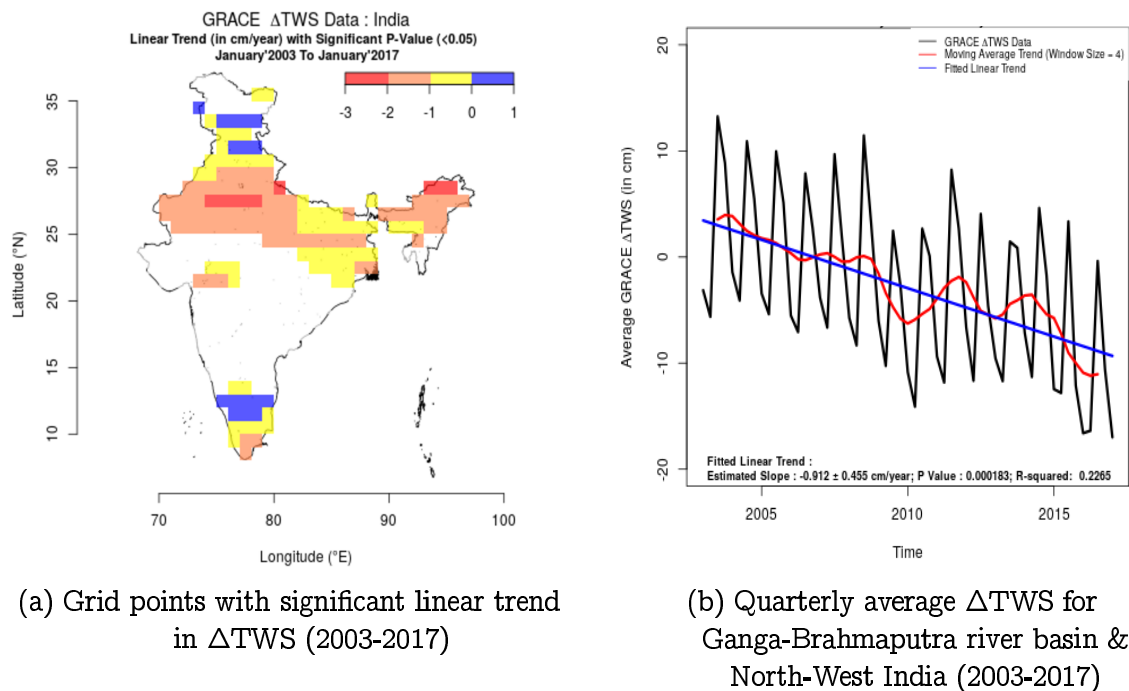 GRACE ΔTWS Data : India
Linear Trend (in cm/year) with Significant P-Value (<0.05)
January'2003 To January'2017
-3 -2 -1 0 1
Latitude (°N)
35
30
25
20
15
10
70 80 90 100
Longitude (°E)
(a) Grid points with significant linear trend
in ΔTWS (2003-2017)
GRACE ΔTWS Data
Moving Average Trend (Window Size = 4)
Fitted Linear Trend
Average GRACE ΔTWS (in cm)
20
10
0
-10
-20
Fitted Linear Trend :
Estimated Slope : -0.912 ± 0.455 cm/year; P Value : 0.000183; R-squared: 0.2265
2005 2010 2015
Time
(b) Quarterly average ΔTWS for
Ganga-Brahmaputra river basin &
North-West India (2003-2017)